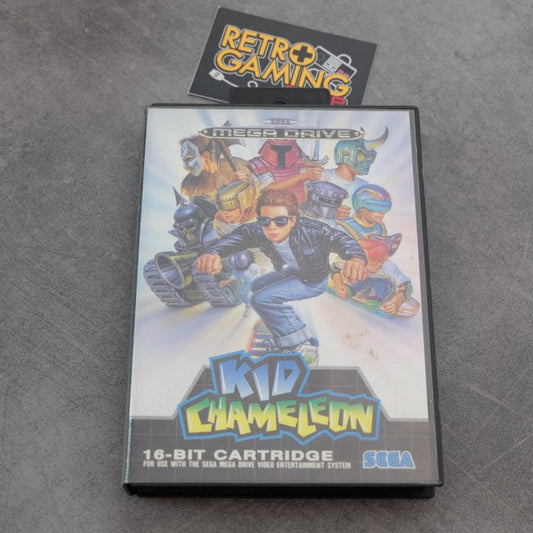 RETRO
GAMING
MEGA DRIVE
KID
CHAMELEON
16-BIT CARTRIDGE
FOR USE WITH THE SEGA MEGA DRIVE VIDEO ENTERTAINMENT SYSTEM
SEGA